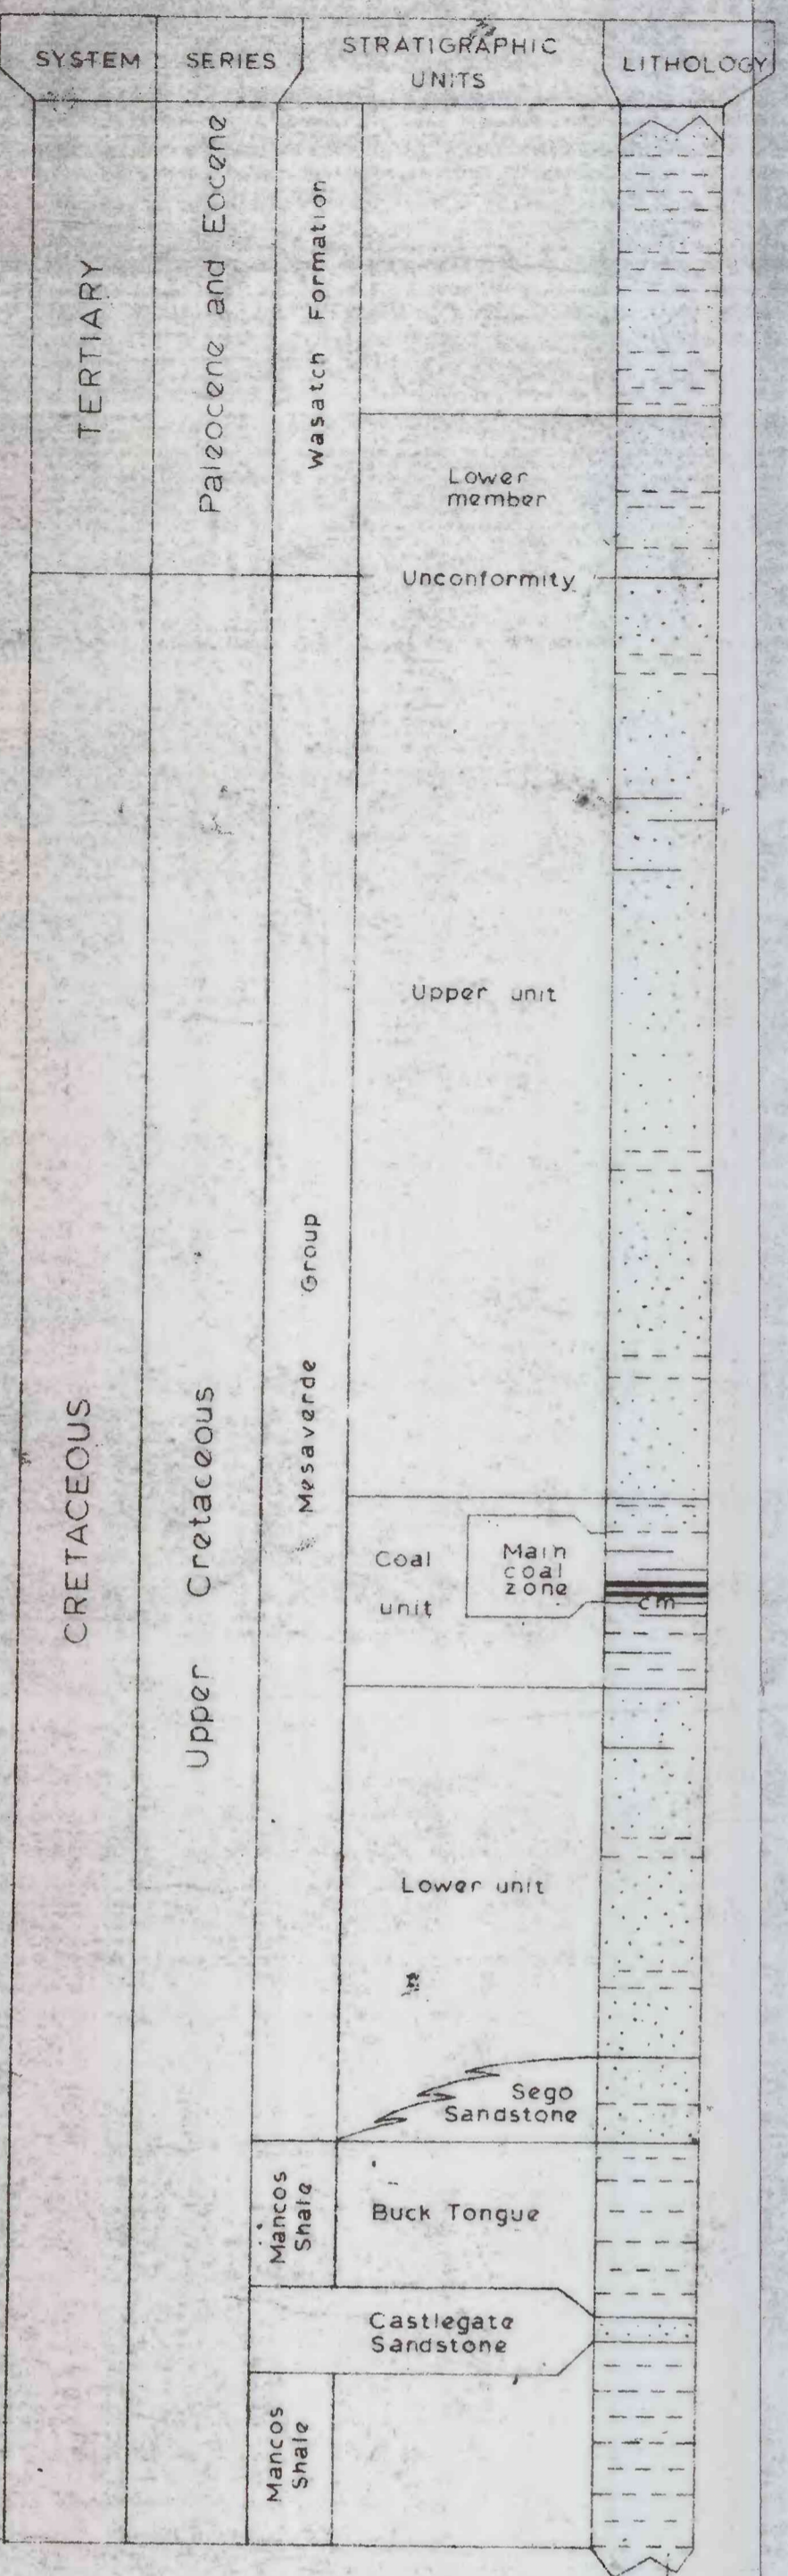 SYSTEM
SERIES
STRATIGRAPHIC
UNITS
LITHOLOGY
TERTIARY
Paleocene and Eocene
Wasatch Formation
Lower
member
Unconformity
CRETACEOUS
Upper Cretaceous
Mesaverde Group
Upper unit
Coal
unit
Main
coal
zone
cm
Lower unit
Sego
Sandstone
Mancos
Shale
Buck Tongue
Castlegate
Sandstone
Mancos
Shale